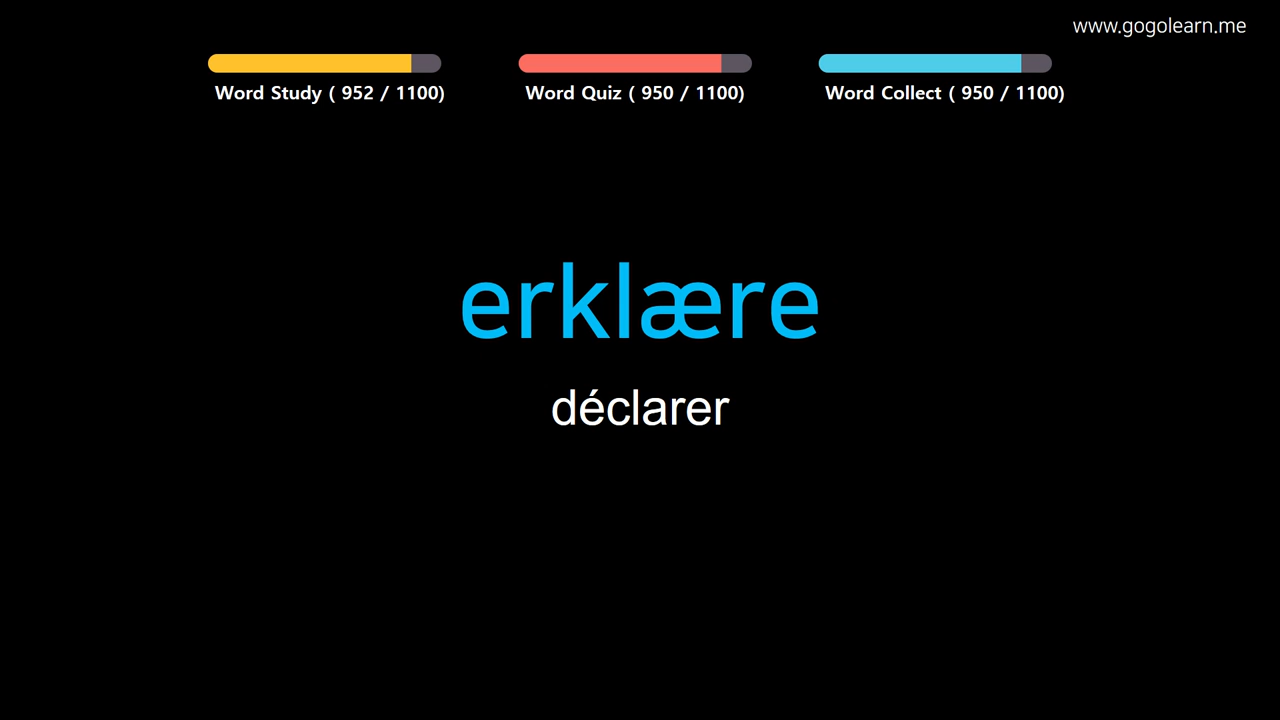 www.gogolearn.me
Word Study ( 952 / 1100)
Word Quiz ( 950 / 1100)
Word Collect ( 950 / 1100)
erklære
déclarer